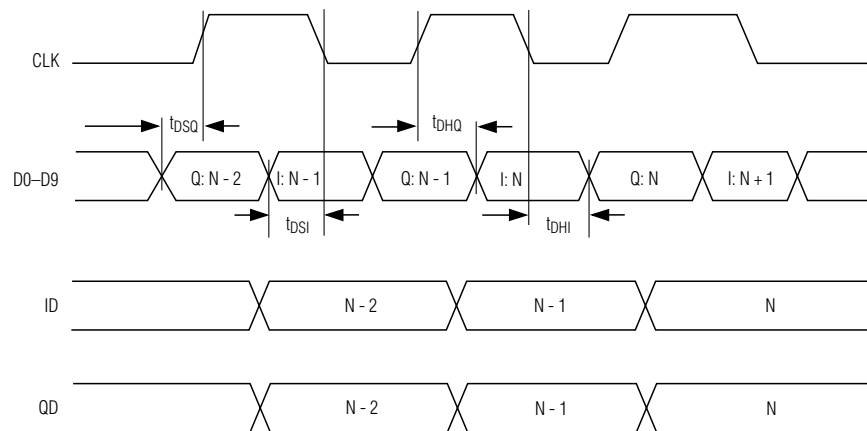 CLK
tDSQ
tDHQ
D0–D9
Q: N - 2
I: N - 1
Q: N - 1
I: N
Q: N
I: N + 1
tDSI
tDHI
ID
N - 2
N - 1
N
QD
N - 2
N - 1
N